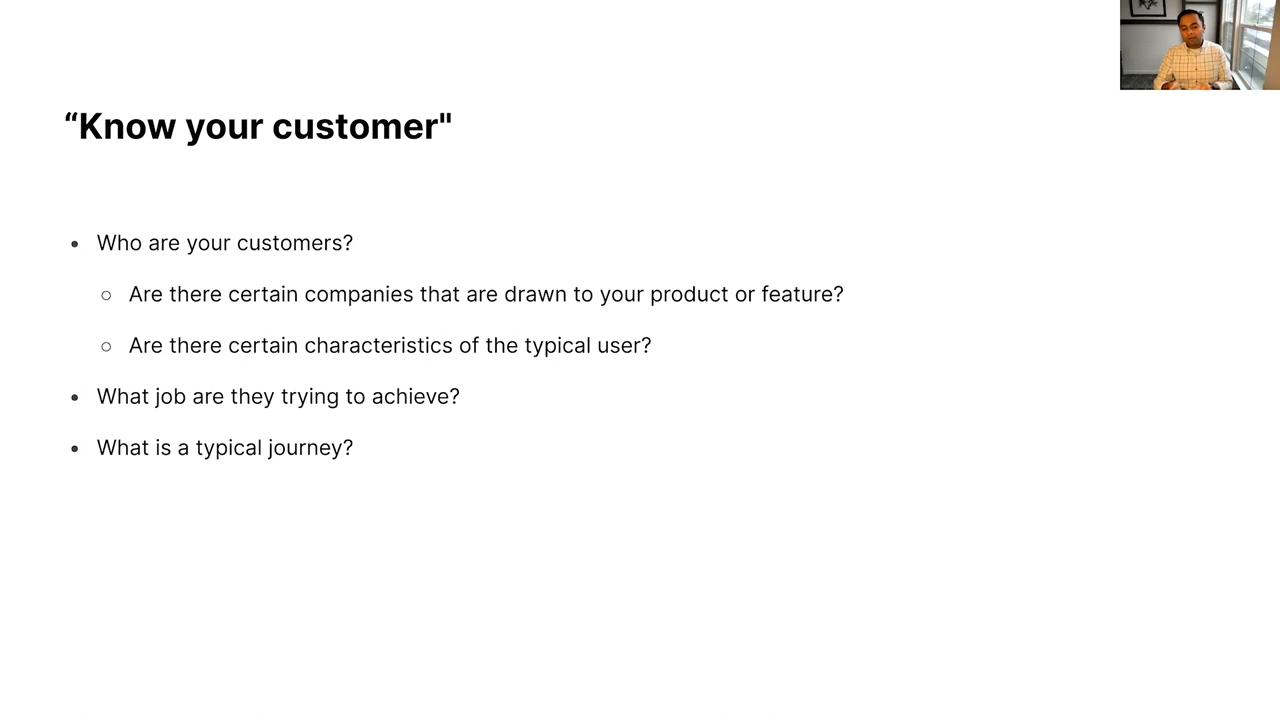 “Know your customer"
• Who are your customers?
○ Are there certain companies that are drawn to your product or feature?
○ Are there certain characteristics of the typical user?
• What job are they trying to achieve?
• What is a typical journey?